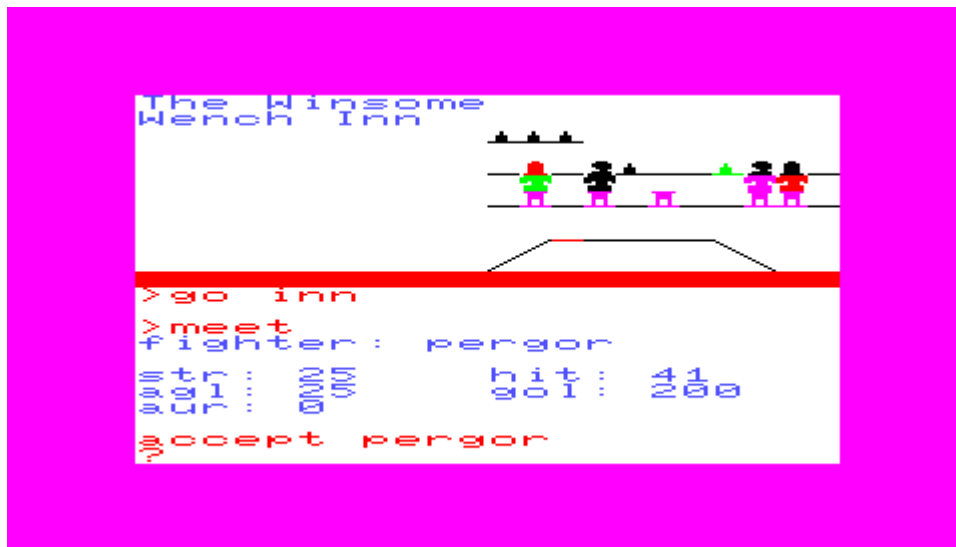 The Winsome
Wench Inn
>go inn
>meet
fighter: pergor
str: 25 hit: 41
agl: 25 gol: 200
aur: 0
accept pergor
?